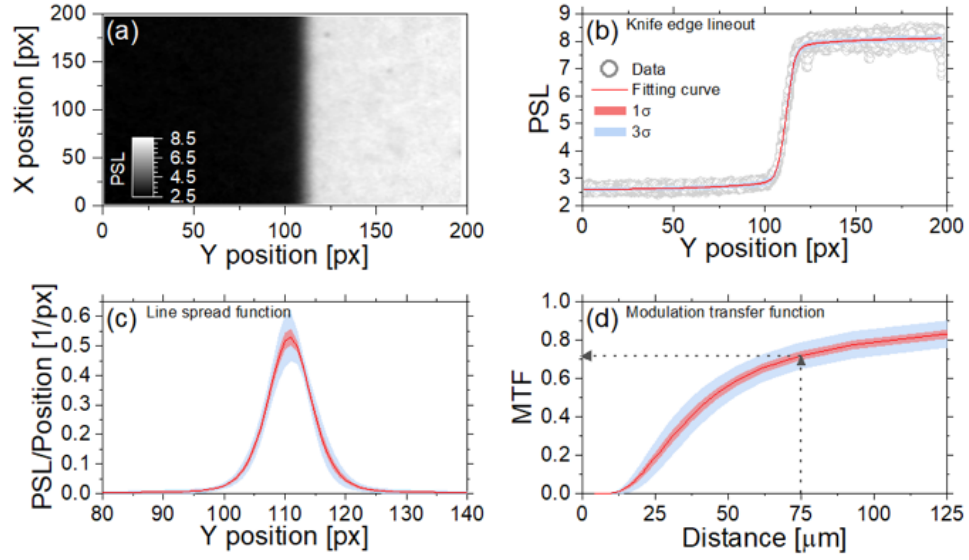 (a)
X position [px]
200
150
100
50
0
PSL
8.5
6.5
4.5
2.5
0 50 100 150 200
Y position [px]
(b) Knife edge lineout
PSL
9
8
7
6
5
4
3
2
Data
Fitting curve
1σ
3σ
0 50 100 150 200
Y position [px]
(c) Line spread function
PSL/Position [1/px]
0.6
0.5
0.4
0.3
0.2
0.1
0.0
80 90 100 110 120 130 140
Y position [px]
(d) Modulation transfer function
MTF
1.0
0.8
0.6
0.4
0.2
0.0
0 25 50 75 100 125
Distance [μm]